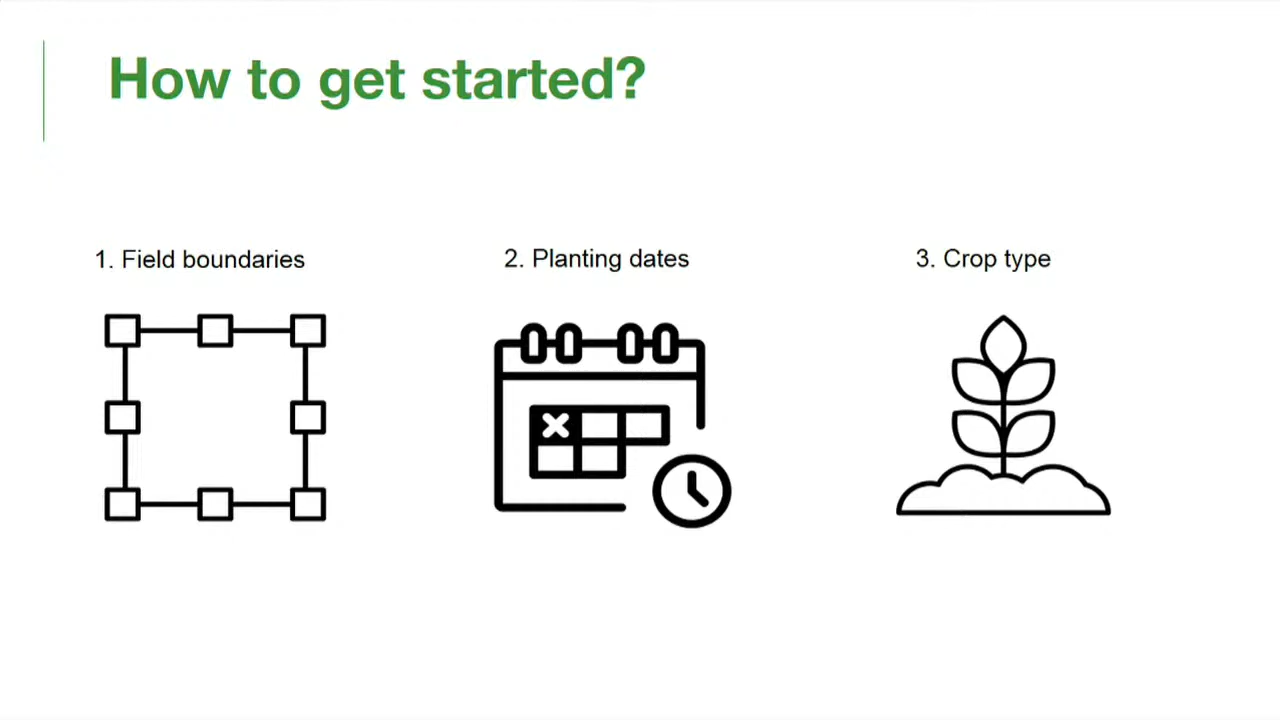 How to get started?
1. Field boundaries
2. Planting dates
3. Crop type